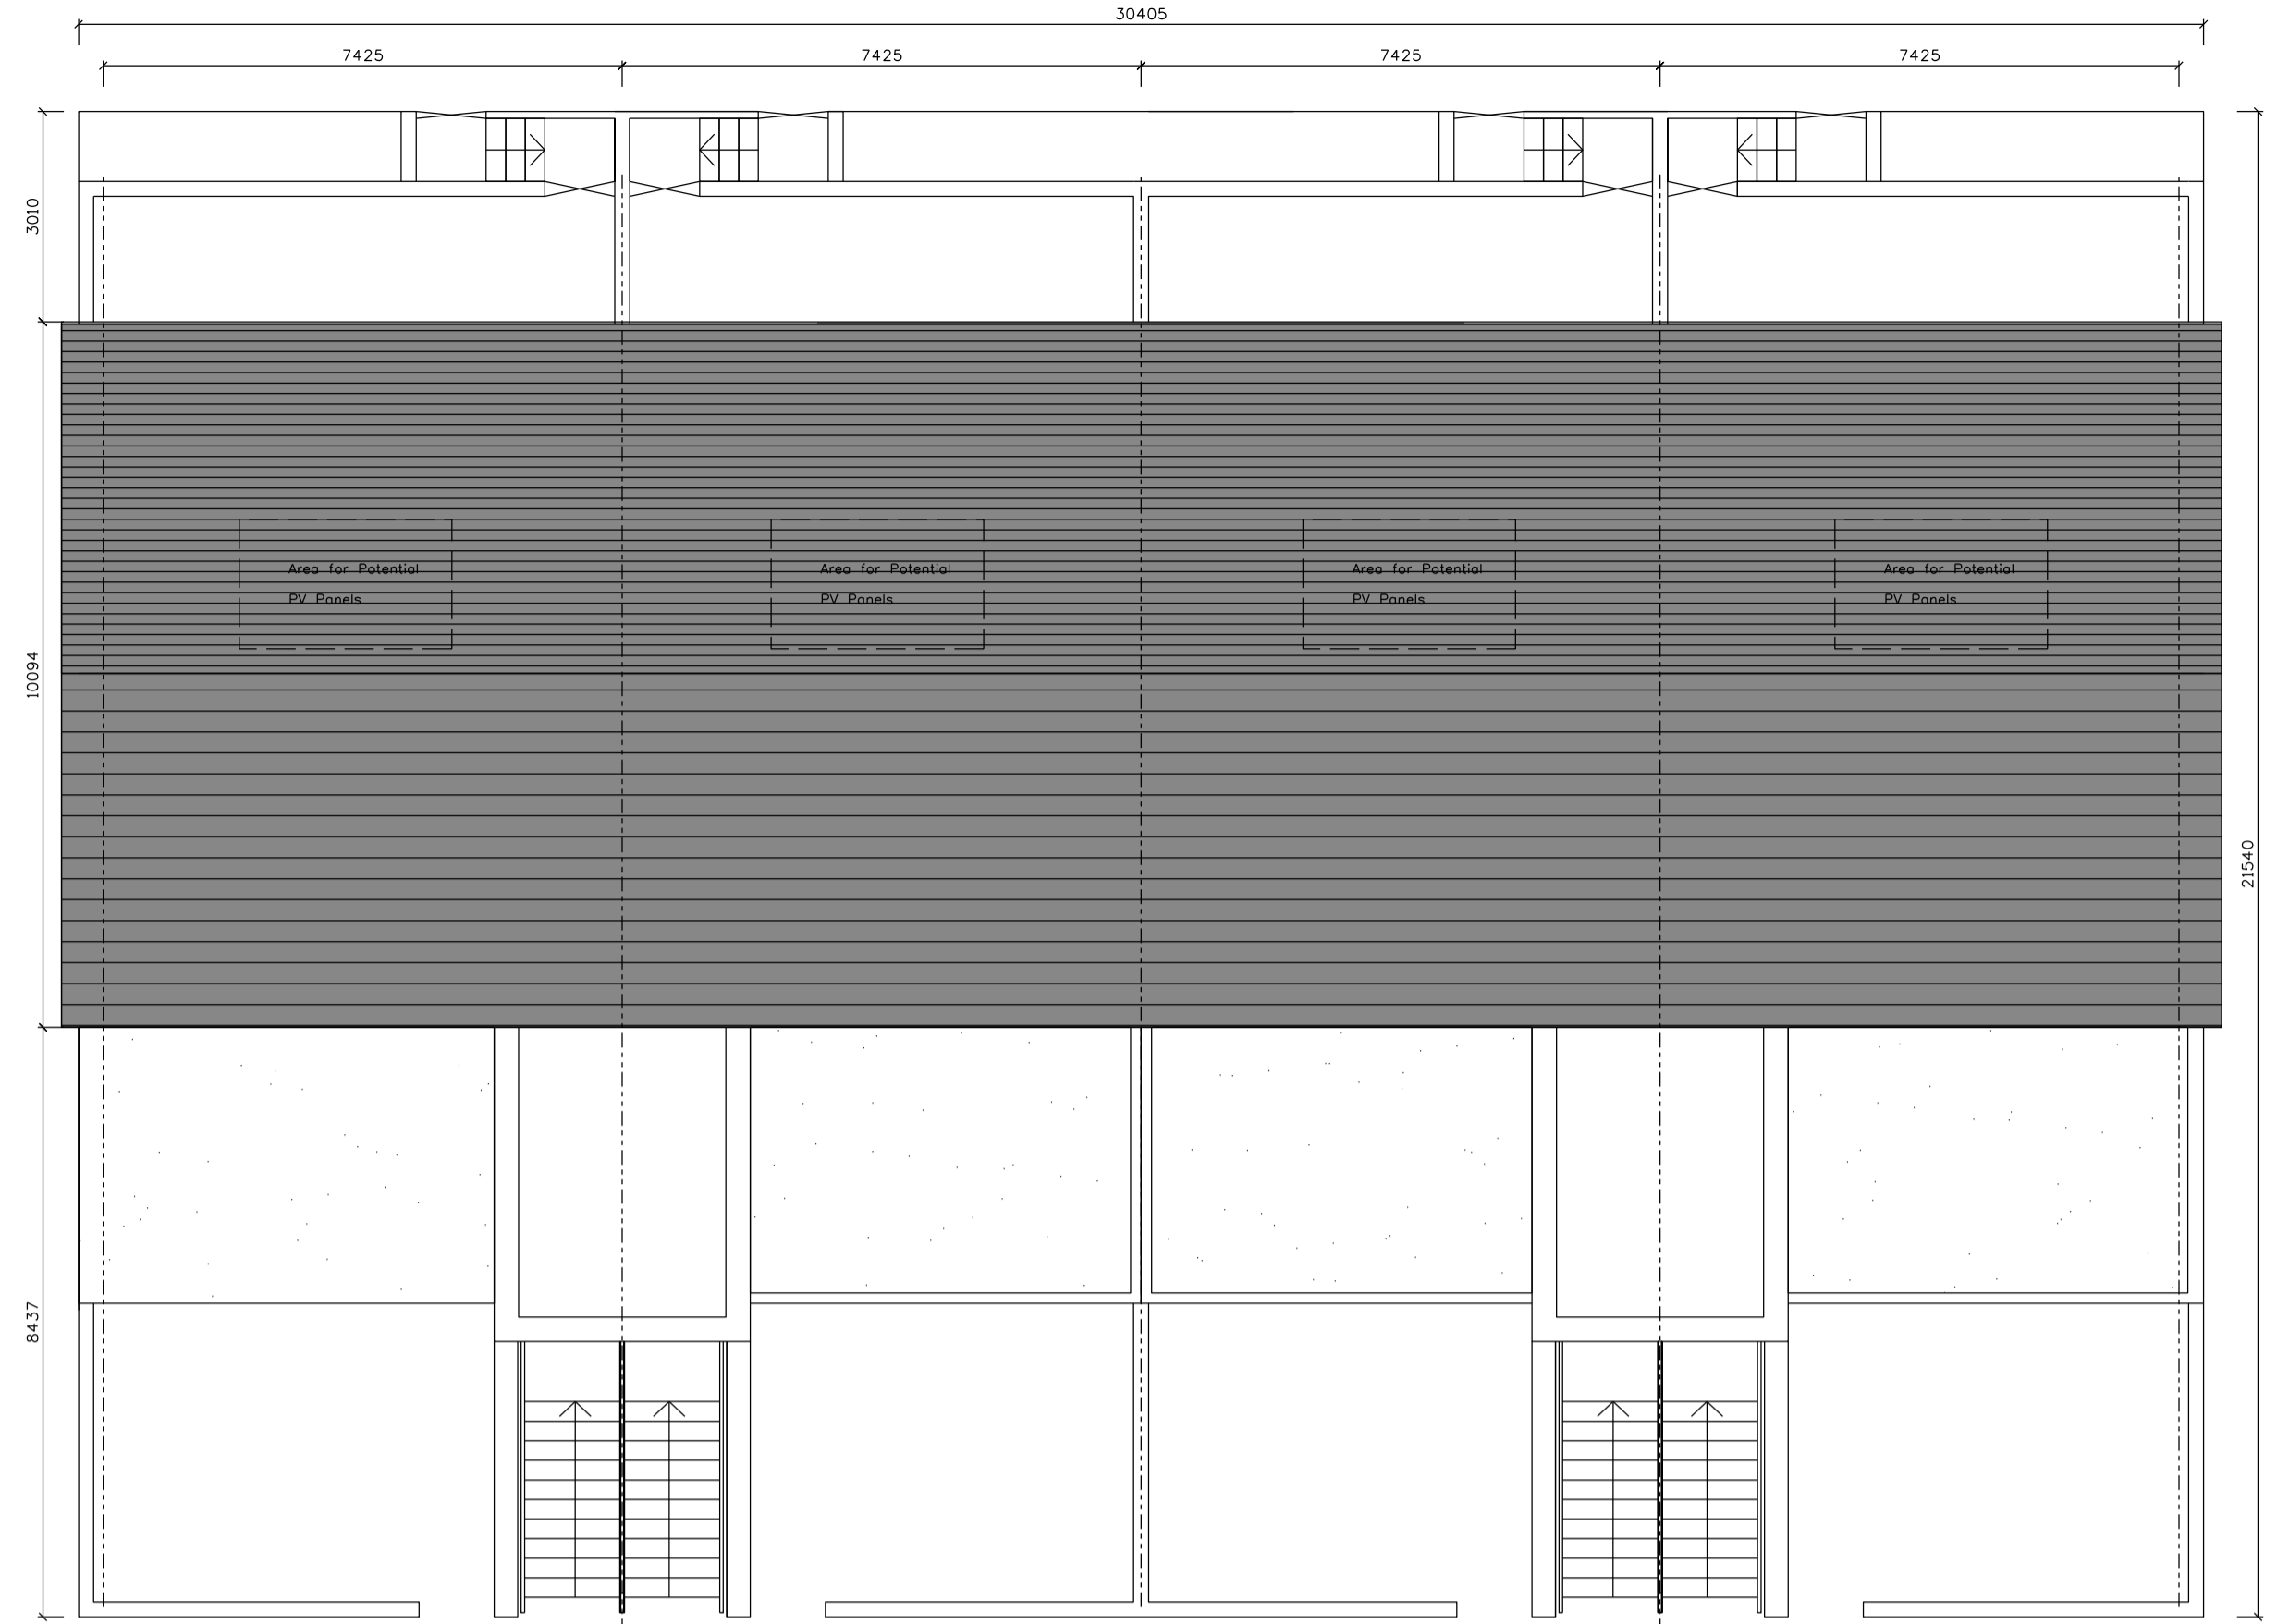 30405
7425
7425
7425
7425
3010
Area for Potential
PV Panels
Area for Potential
PV Panels
Area for Potential
PV Panels
Area for Potential
PV Panels
10094
21540
8437